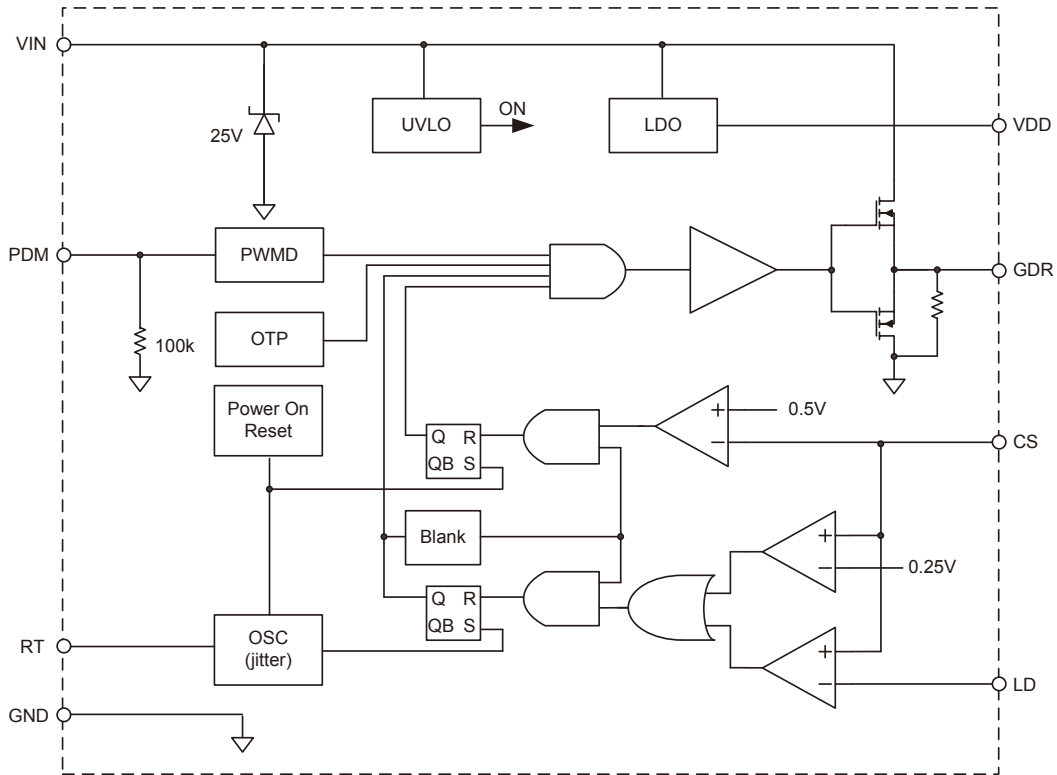 VIN
ON
UVLO
LDO
VDD
25V
PDM
PWMD
GDR
OTP
100k
Power On
Reset
+
0.5V
Q R
−
CS
QB S
Blank
+
−
0.25V
Q R
QB S
RT
OSC
(jitter)
+
−
LD
GND